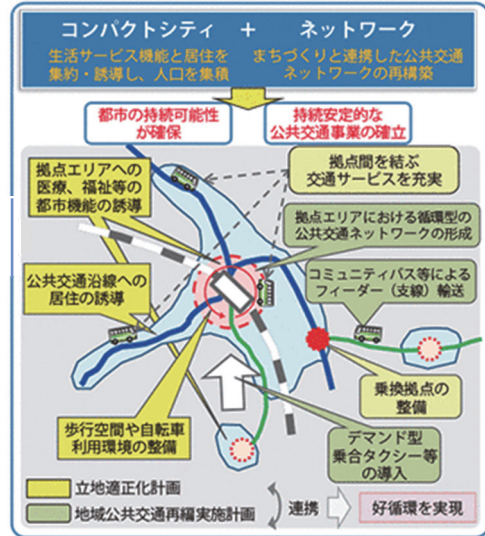 コンパクトシティ + ネットワーク
生活サービス機能と居住を
集約・誘導し、人口を集積
まちづくりと連携した公共交通
ネットワークの再構築
都市の持続可能性
が確保
持続安定的な
公共交通事業の確立
拠点エリアへの
医療、福祉等の
都市機能の誘導
拠点間を結ぶ
交通サービスを充実
拠点エリアにおける循環型の
公共交通ネットワークの形成
公共交通沿線への
居住の誘導
コミュニティバス等による
フィーダー（支線）輸送
乗換拠点の
整備
歩行空間や自転車
利用環境の整備
デマンド型
乗合タクシー等
の導入
立地適正化計画
地域公共交通再編実施計画
連携
好循環を実現